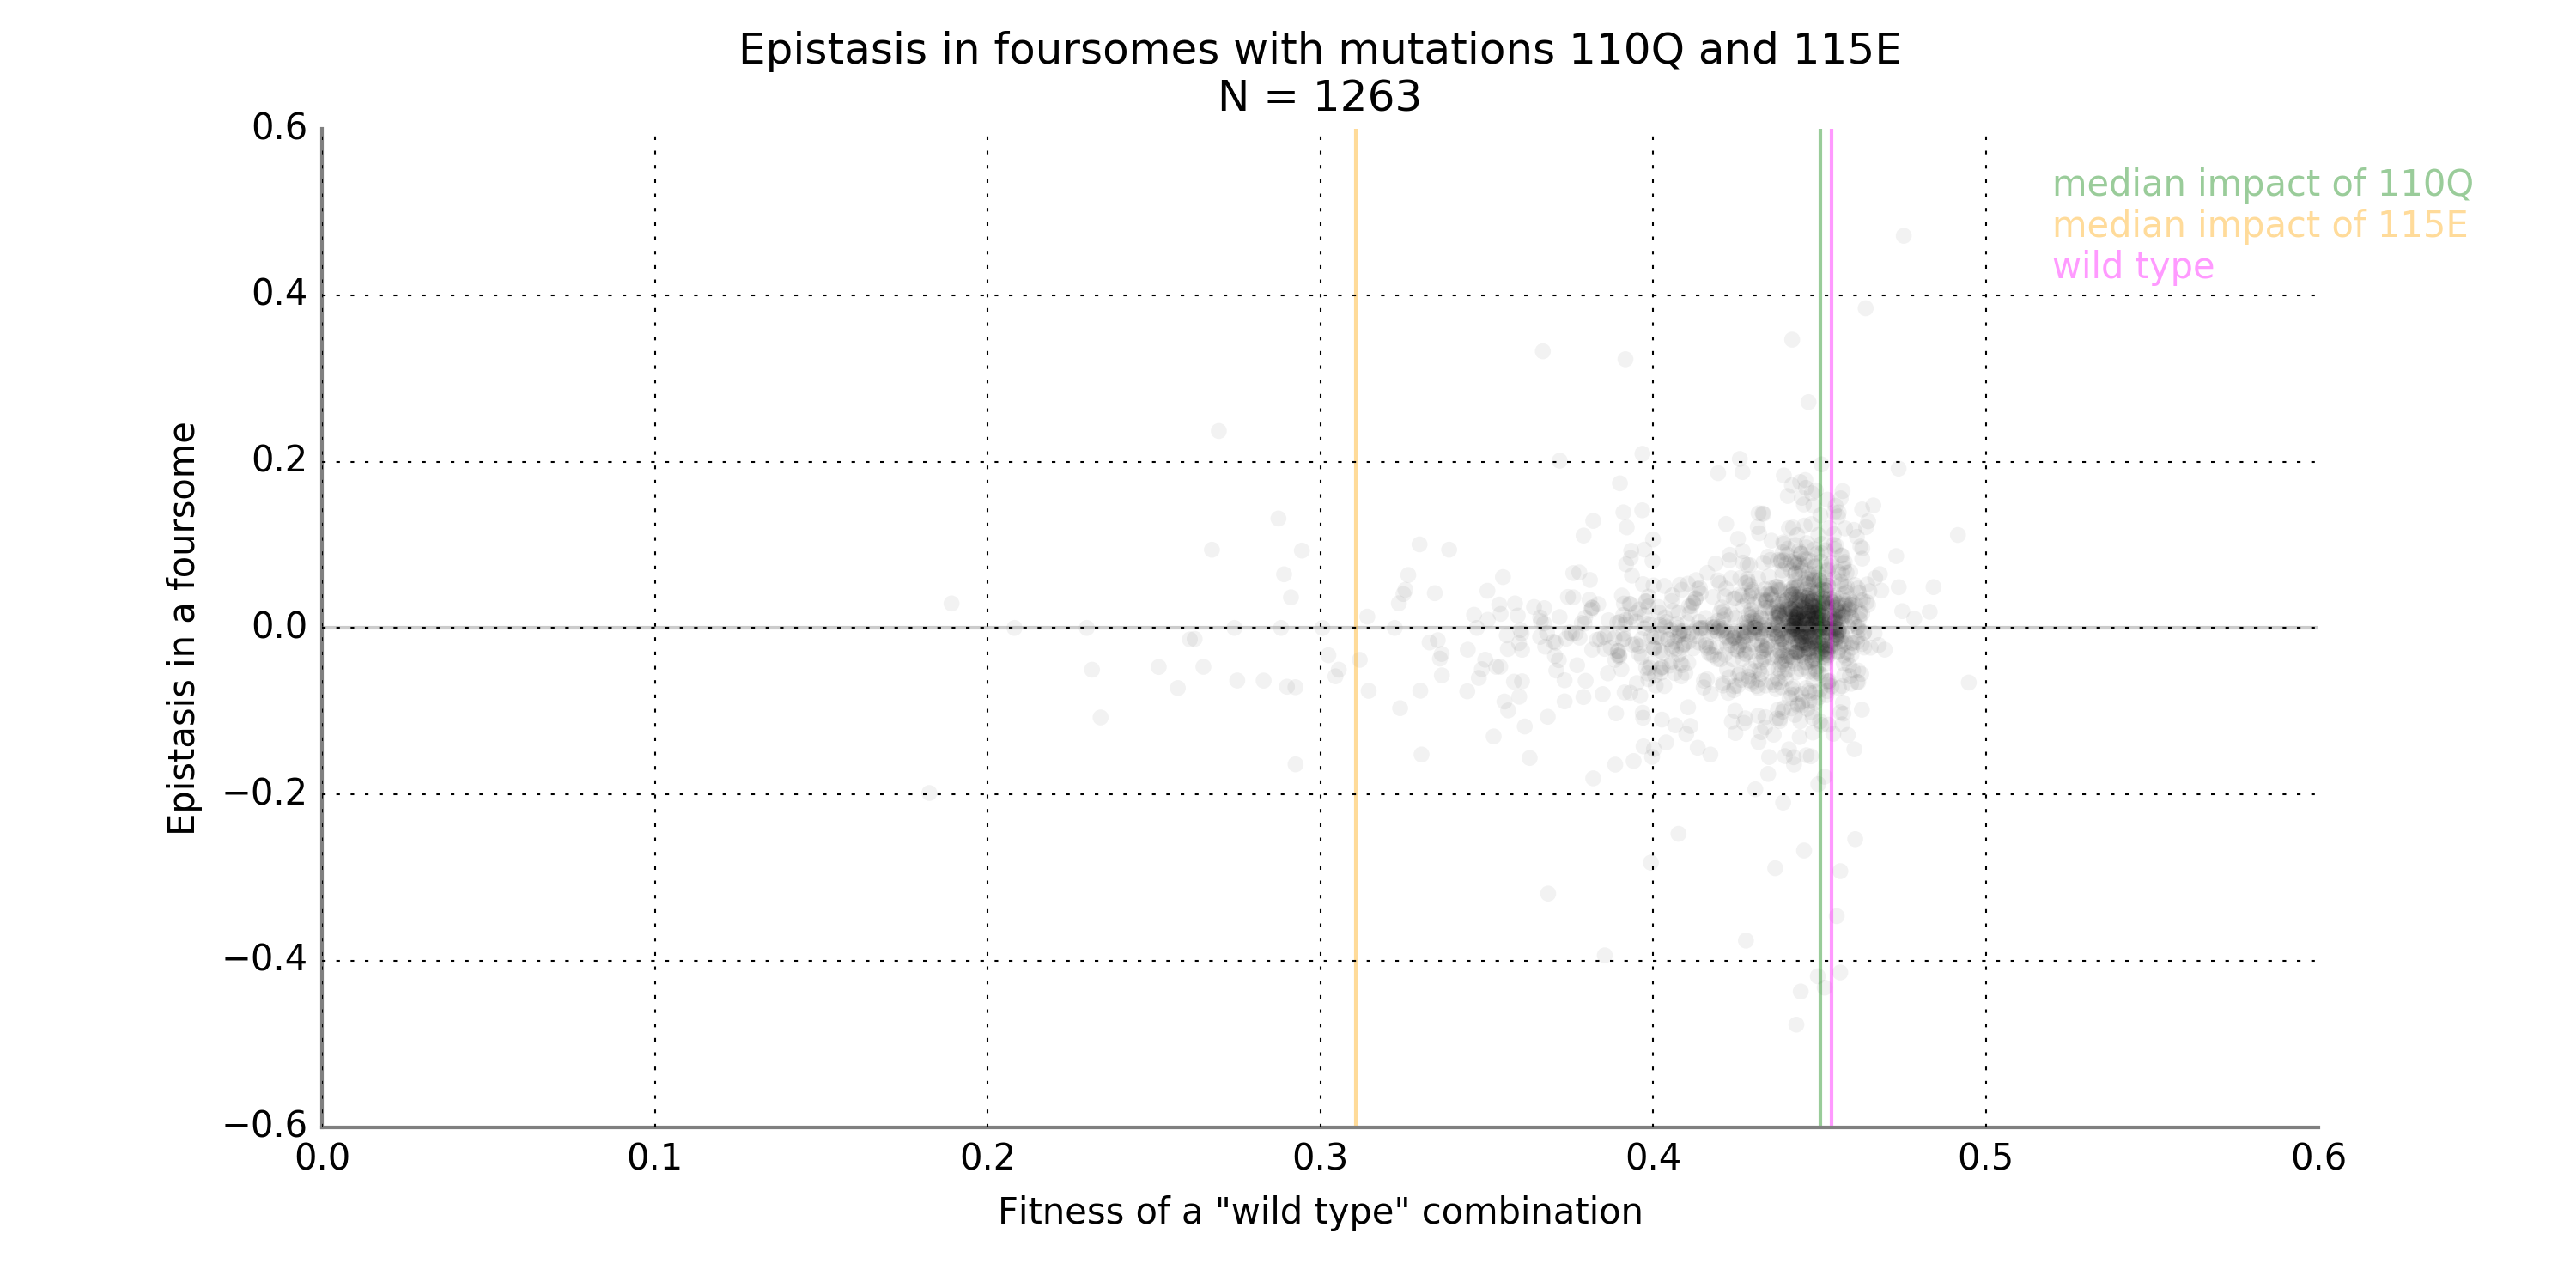 Epistasis in foursomes with mutations 110Q and 115E
N = 1263
median impact of 110Q
median impact of 115E
wild type
0.6
0.4
0.2
0.0
−0.2
−0.4
−0.6
Epistasis in a foursome
0.0 0.1 0.2 0.3 0.4 0.5 0.6
Fitness of a "wild type" combination